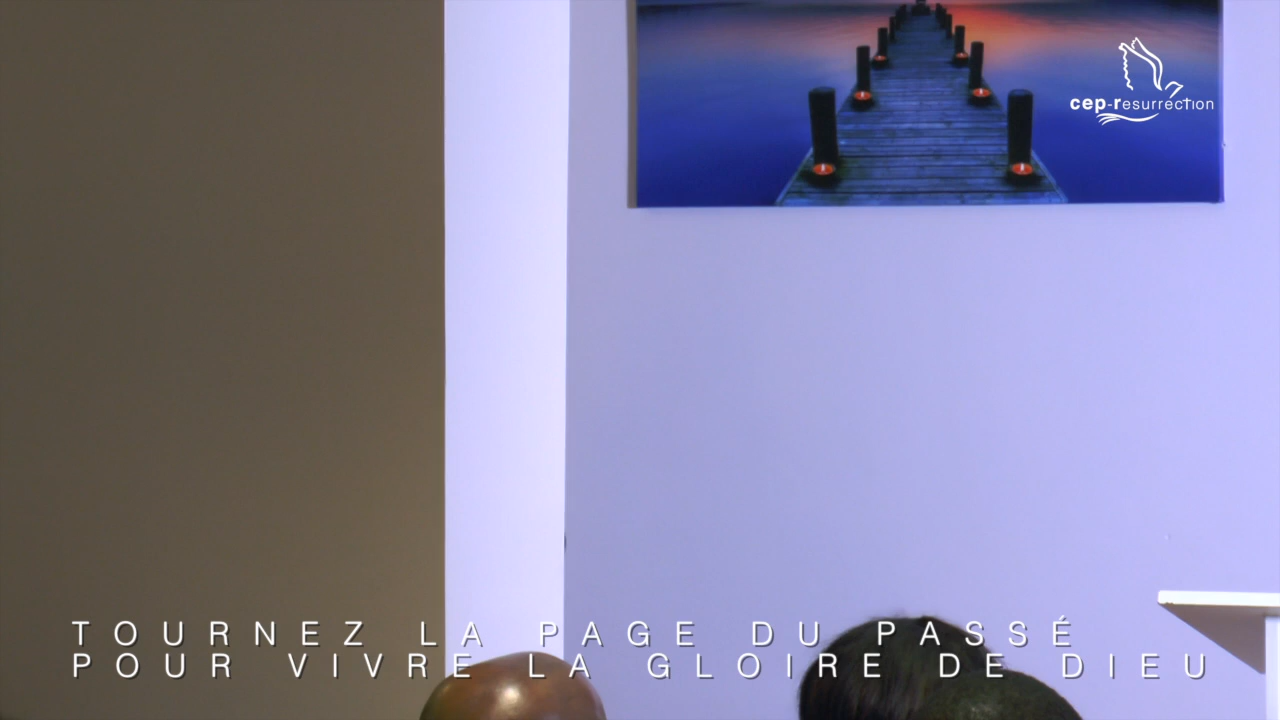 cep-resurrection
TOURNEZ LA PAGE DU PASSÉ
POUR VIVRE LA GLOIRE DE DIEU